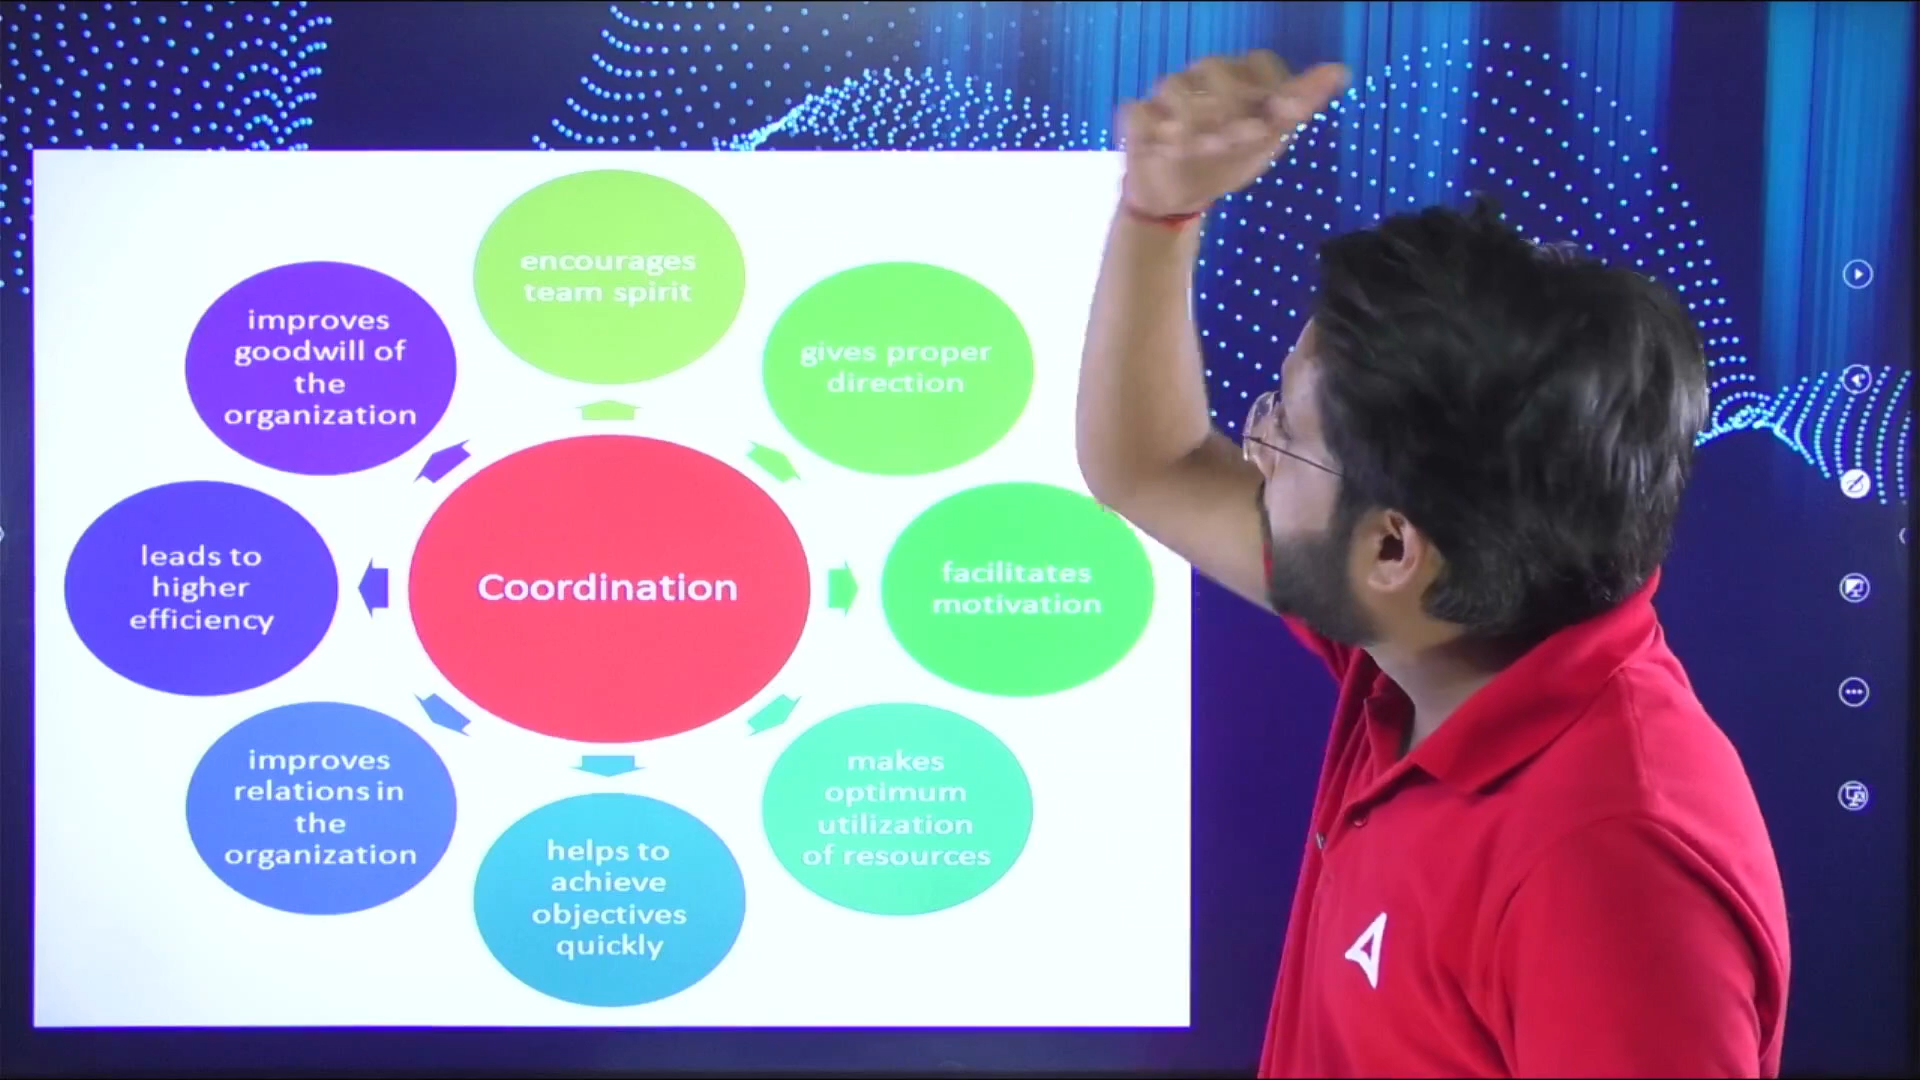 encourages
team spirit
gives proper
direction
facilitates
motivation
makes
optimum
utilization
of resources
helps to
achieve
objectives
quickly
improves
relations in
the
organization
leads to
higher
efficiency
improves
goodwill of
the
organization
Coordination